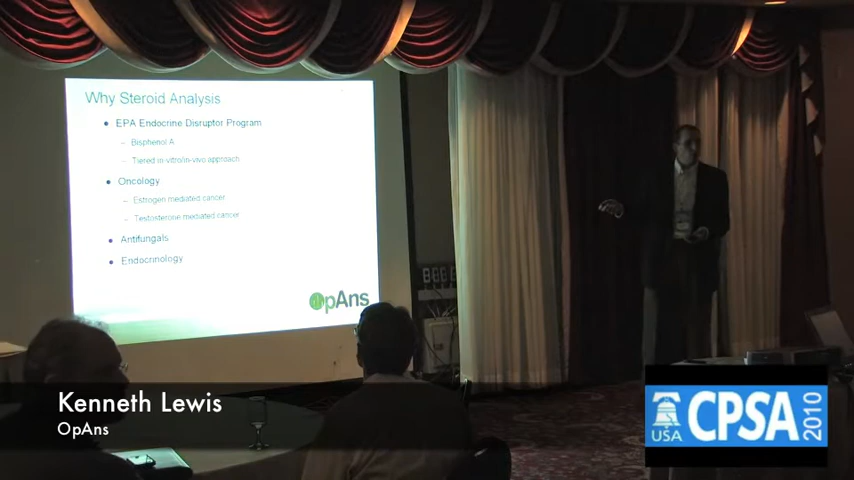 Why Steroid Analysis
• EPA Endocrine Disruptor Program
– Bisphenol A
– Tiered in-vitro/in-vivo approach
• Oncology
– Estrogen mediated cancer
– Testosterone mediated cancer
• Antifungals
• Endocrinology
OpAns
Kenneth Lewis
OpAns
USA
CPSA
2010